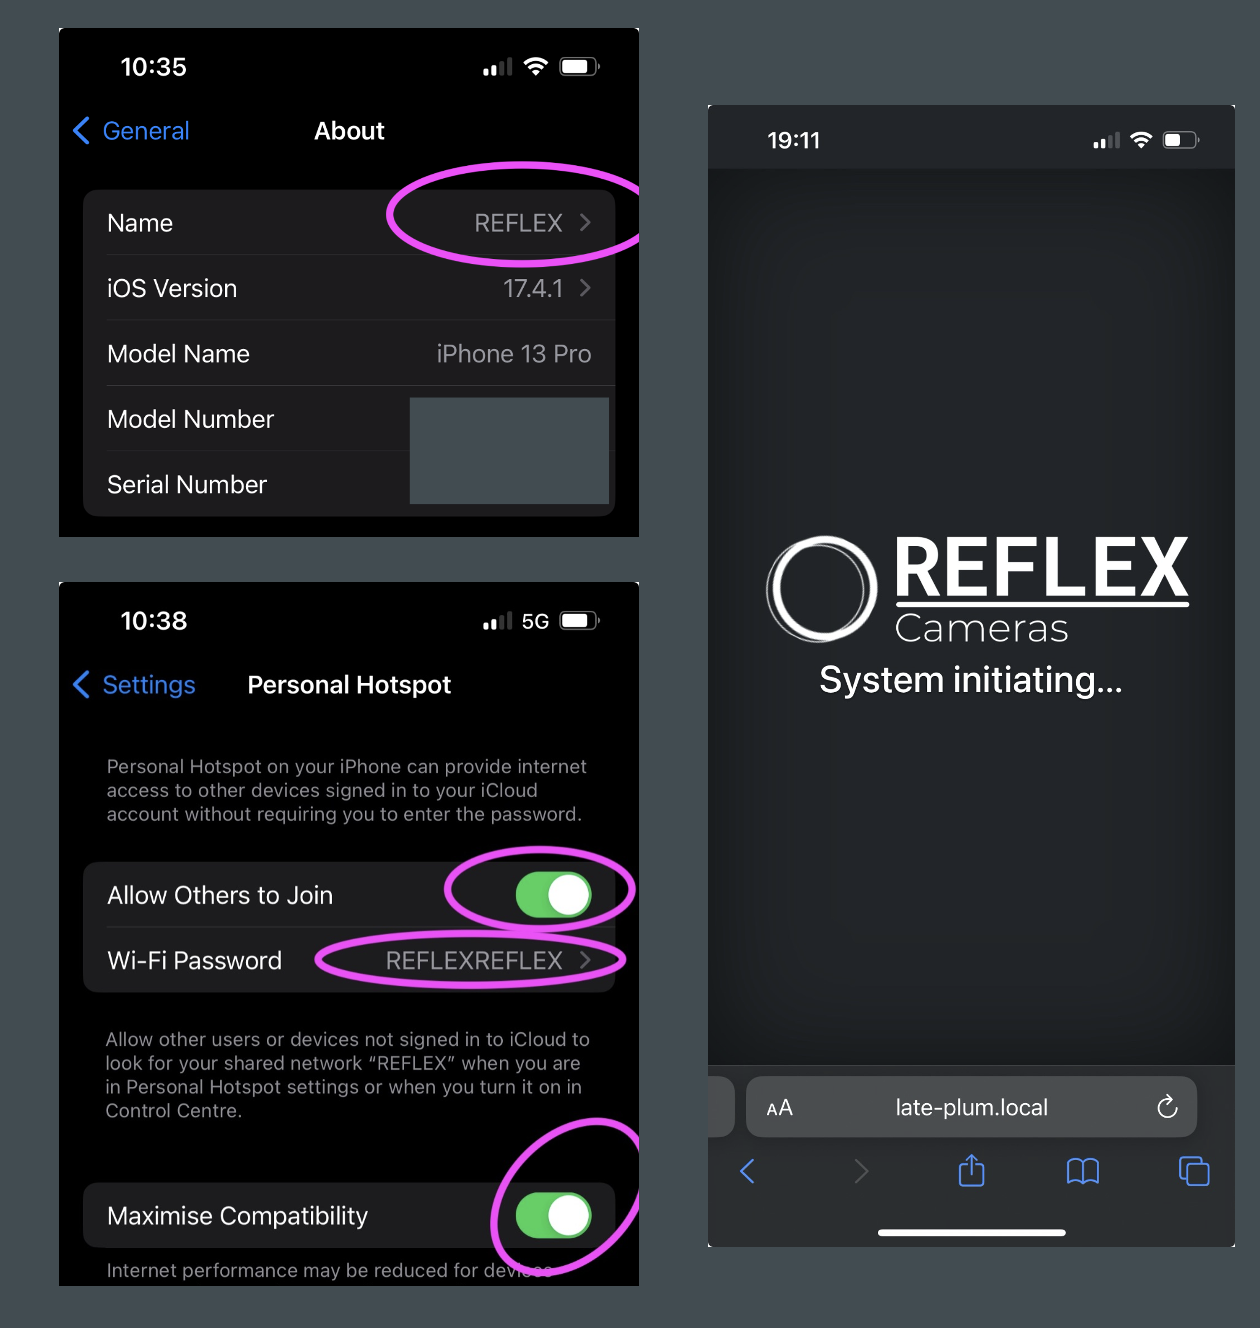 10:35
General
About
Name
REFLEX
iOS Version
17.4.1
Model Name
iPhone 13 Pro
Model Number
Serial Number
10:38
5G
Settings
Personal Hotspot
Personal Hotspot on your iPhone can provide internet
access to other devices signed in to your iCloud
account without requiring you to enter the password.
Allow Others to Join
Wi-Fi Password
REFLEXREFLEX
Allow other users or devices not signed in to iCloud to
look for your shared network “REFLEX” when you are
in Personal Hotspot settings or when you turn it on in
Control Centre.
Maximise Compatibility
Internet performance may be reduced for devices
19:11
REFLEX
Cameras
System initiating...
AA
late-plum.local